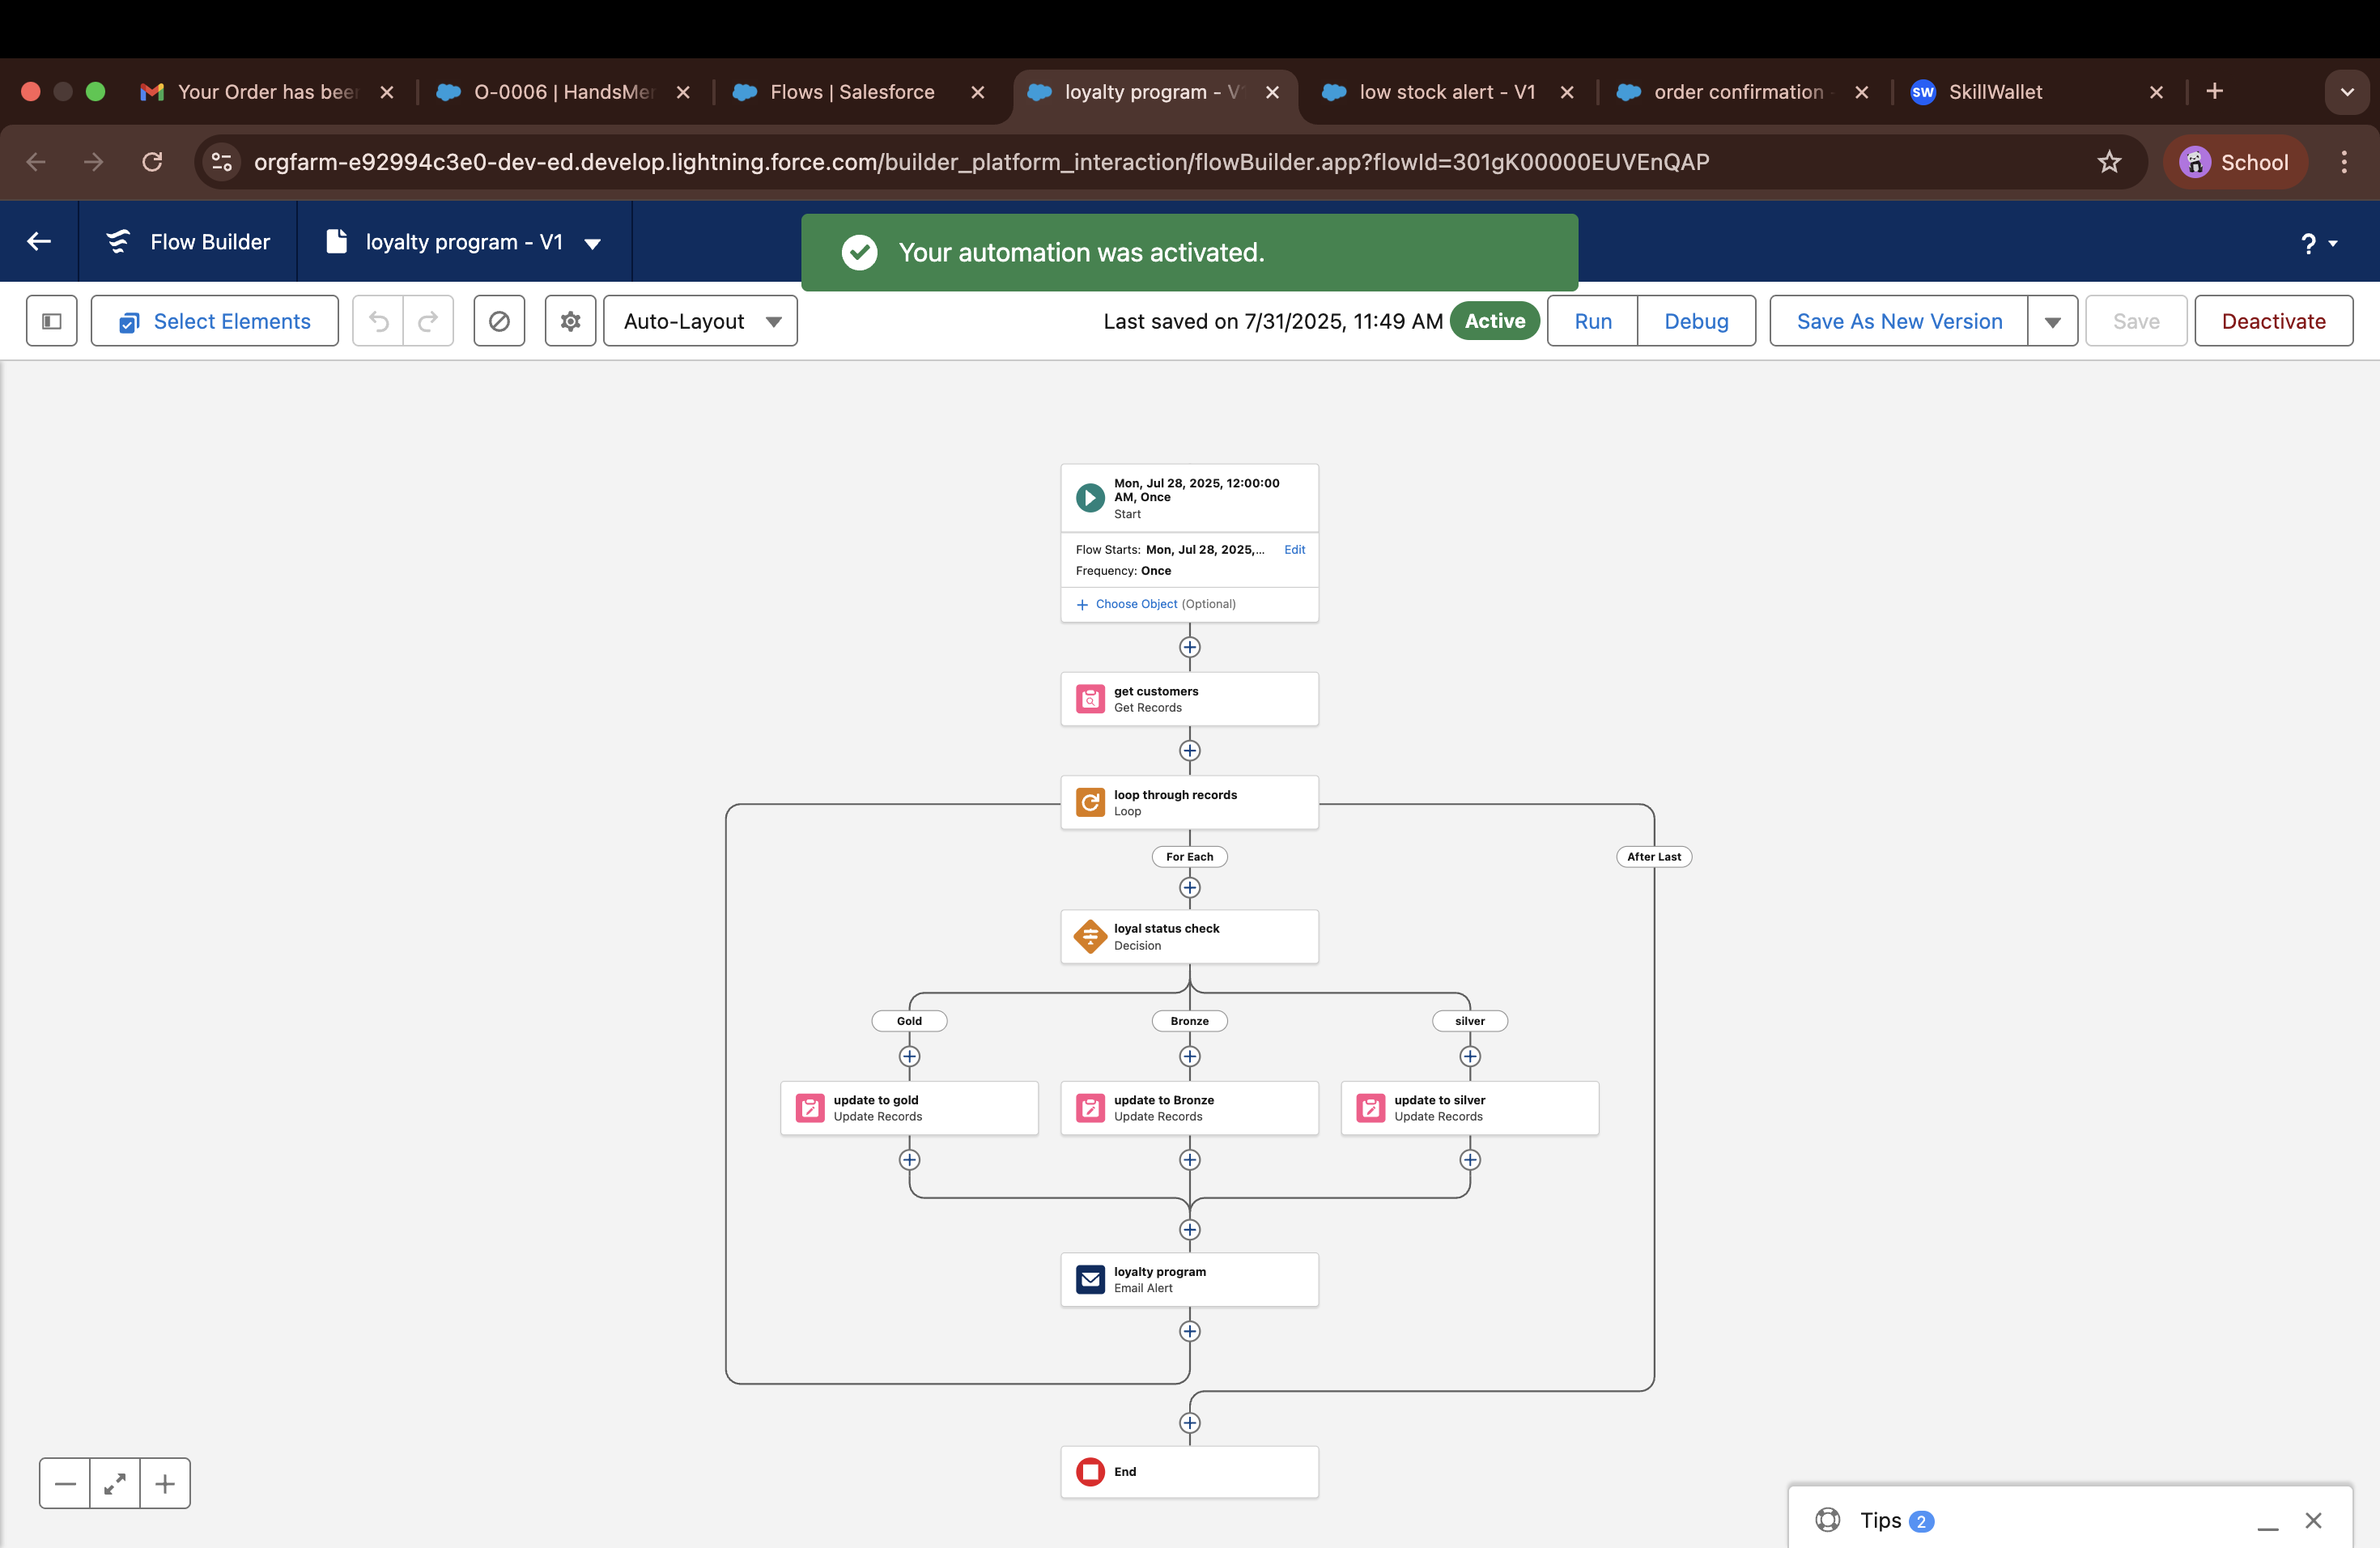 Your Order has been
O-0006 | HandsMen
Flows | Salesforce
loyalty program - V
low stock alert - V1
order confirmation
SW SkillWallet
orgfarm-e92994c3e0-dev-ed.develop.lightning.force.com/builder_platform_interaction/flowBuilder.app?flowId=301gK00000EUVEnQAP
School
Flow Builder
loyalty program - V1
Your automation was activated.
?
Select Elements
Auto-Layout
Last saved on 7/31/2025, 11:49 AM
Active
Run
Debug
Save As New Version
Save
Deactivate
Mon, Jul 28, 2025, 12:00:00
AM, Once
Start
Flow Starts: Mon, Jul 28, 2025,... Edit
Frequency: Once
Choose Object (Optional)
get customers
Get Records
loop through records
Loop
For Each
After Last
loyal status check
Decision
Gold
Bronze
silver
update to gold
Update Records
update to Bronze
Update Records
update to silver
Update Records
loyalty program
Email Alert
End
Tips 2